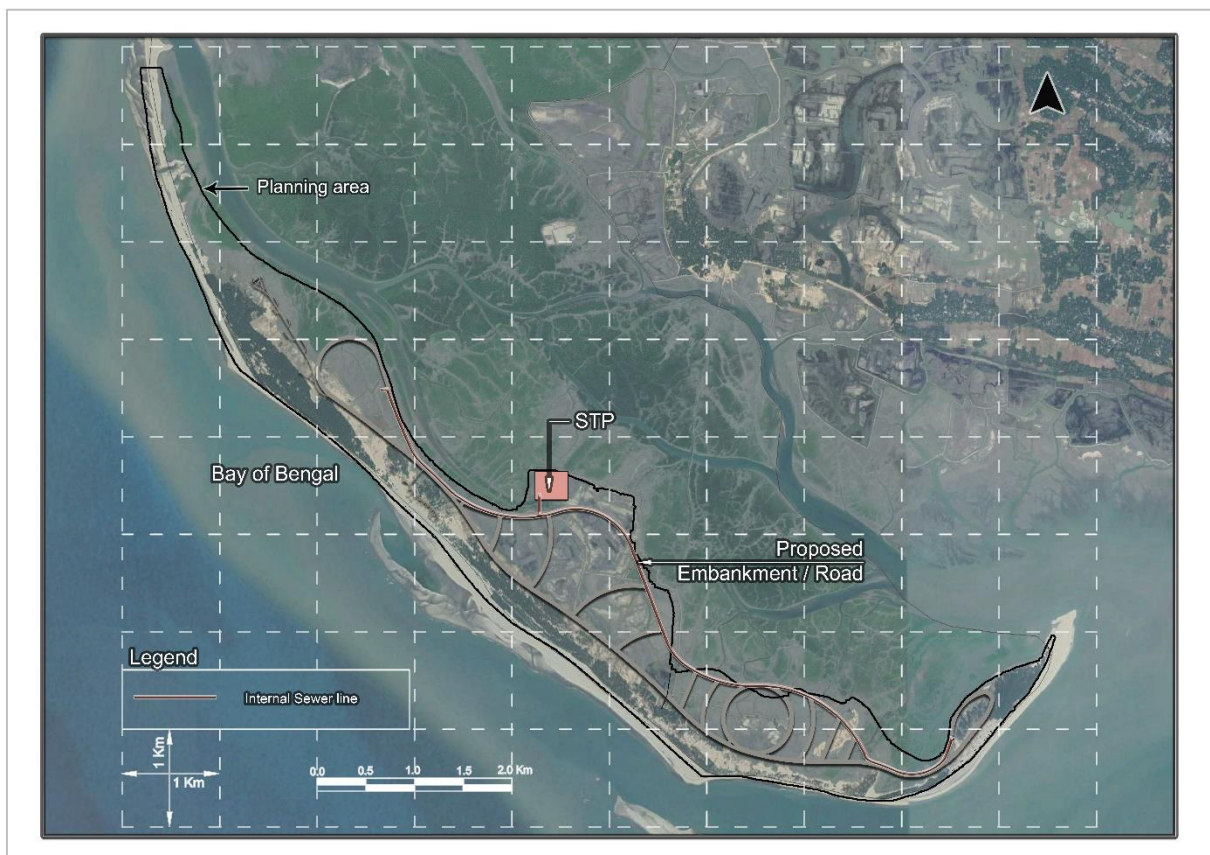 Planning area
STP
Bay of Bengal
Proposed
Embankment / Road
Legend
Internal Sewer line
1 Km
1 Km
0.0 0.5 1.0 1.5 2.0 Km